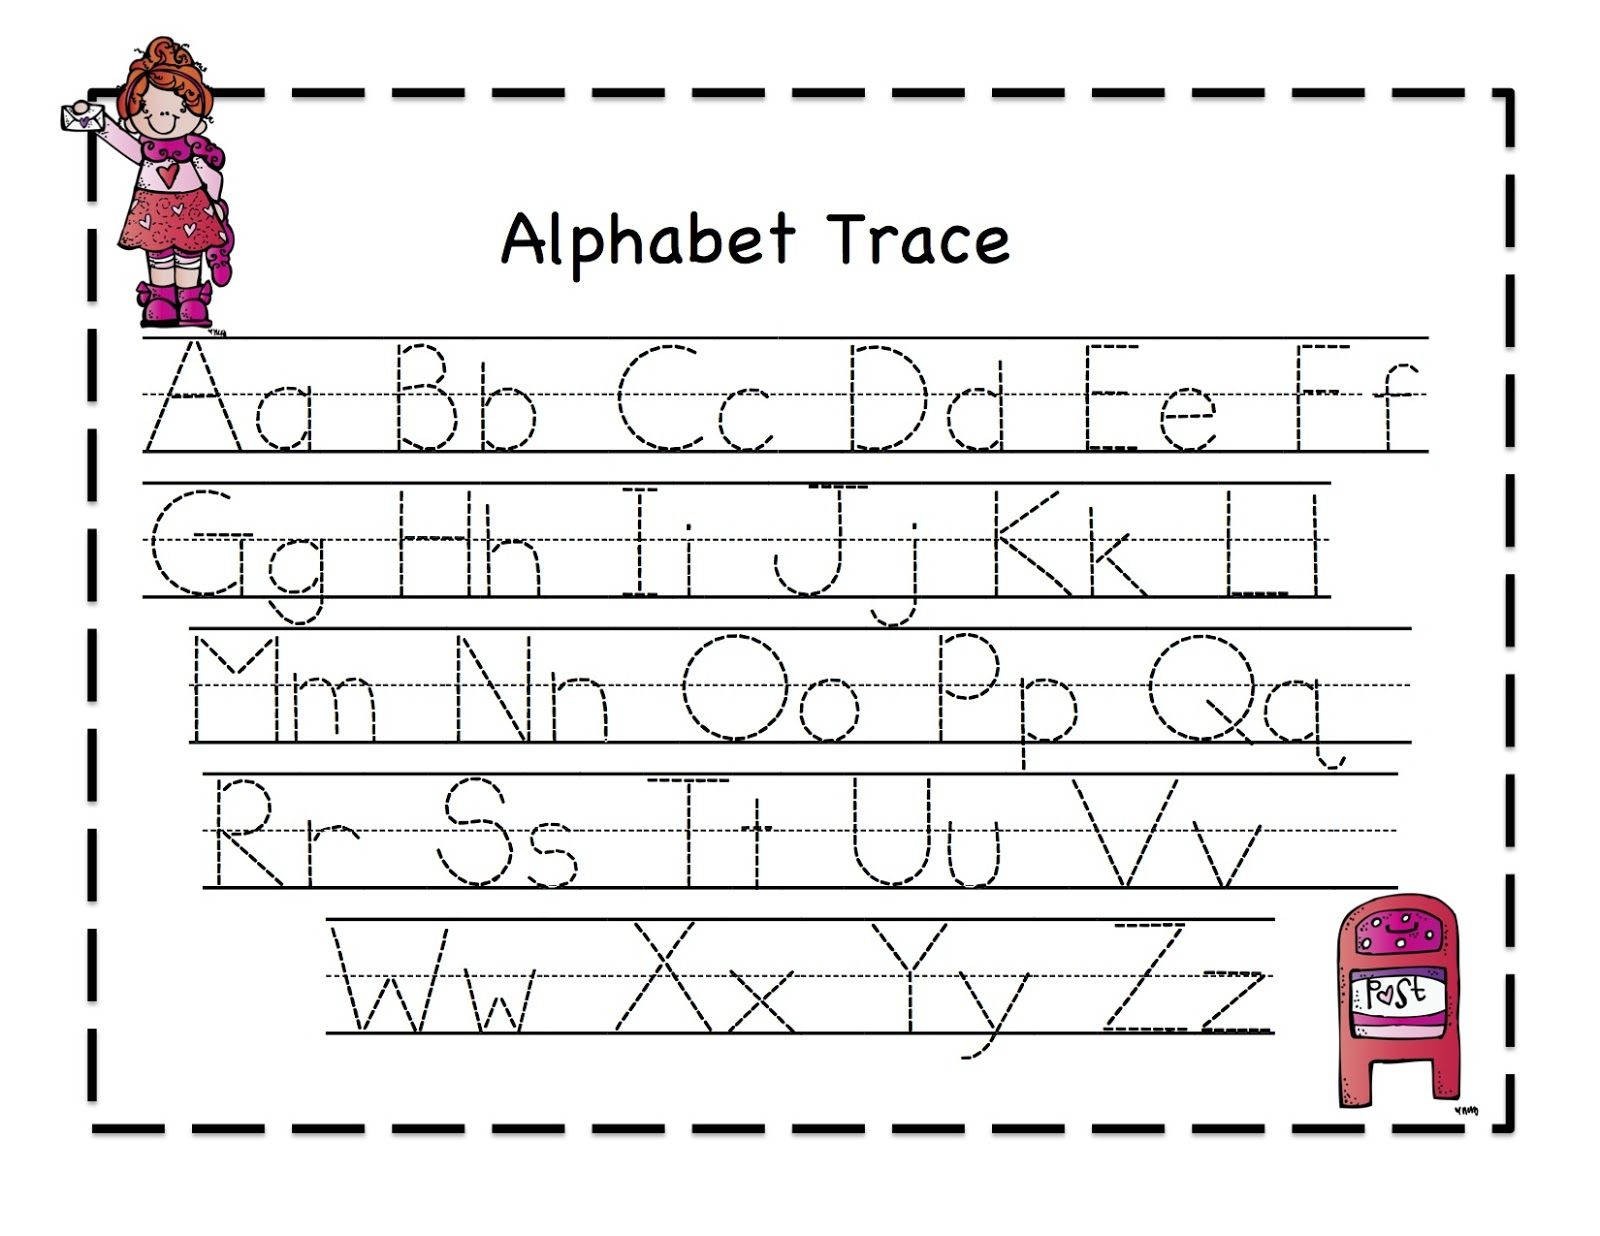 Alphabet Trace
Aa Bb Cc Dd Ee Ff
Gg Hh Ii Jj Kk Ll
Mm Nn Oo Pp Qq
Rr Ss Tt Uu Vv
Ww Xx Yy Zz
Post